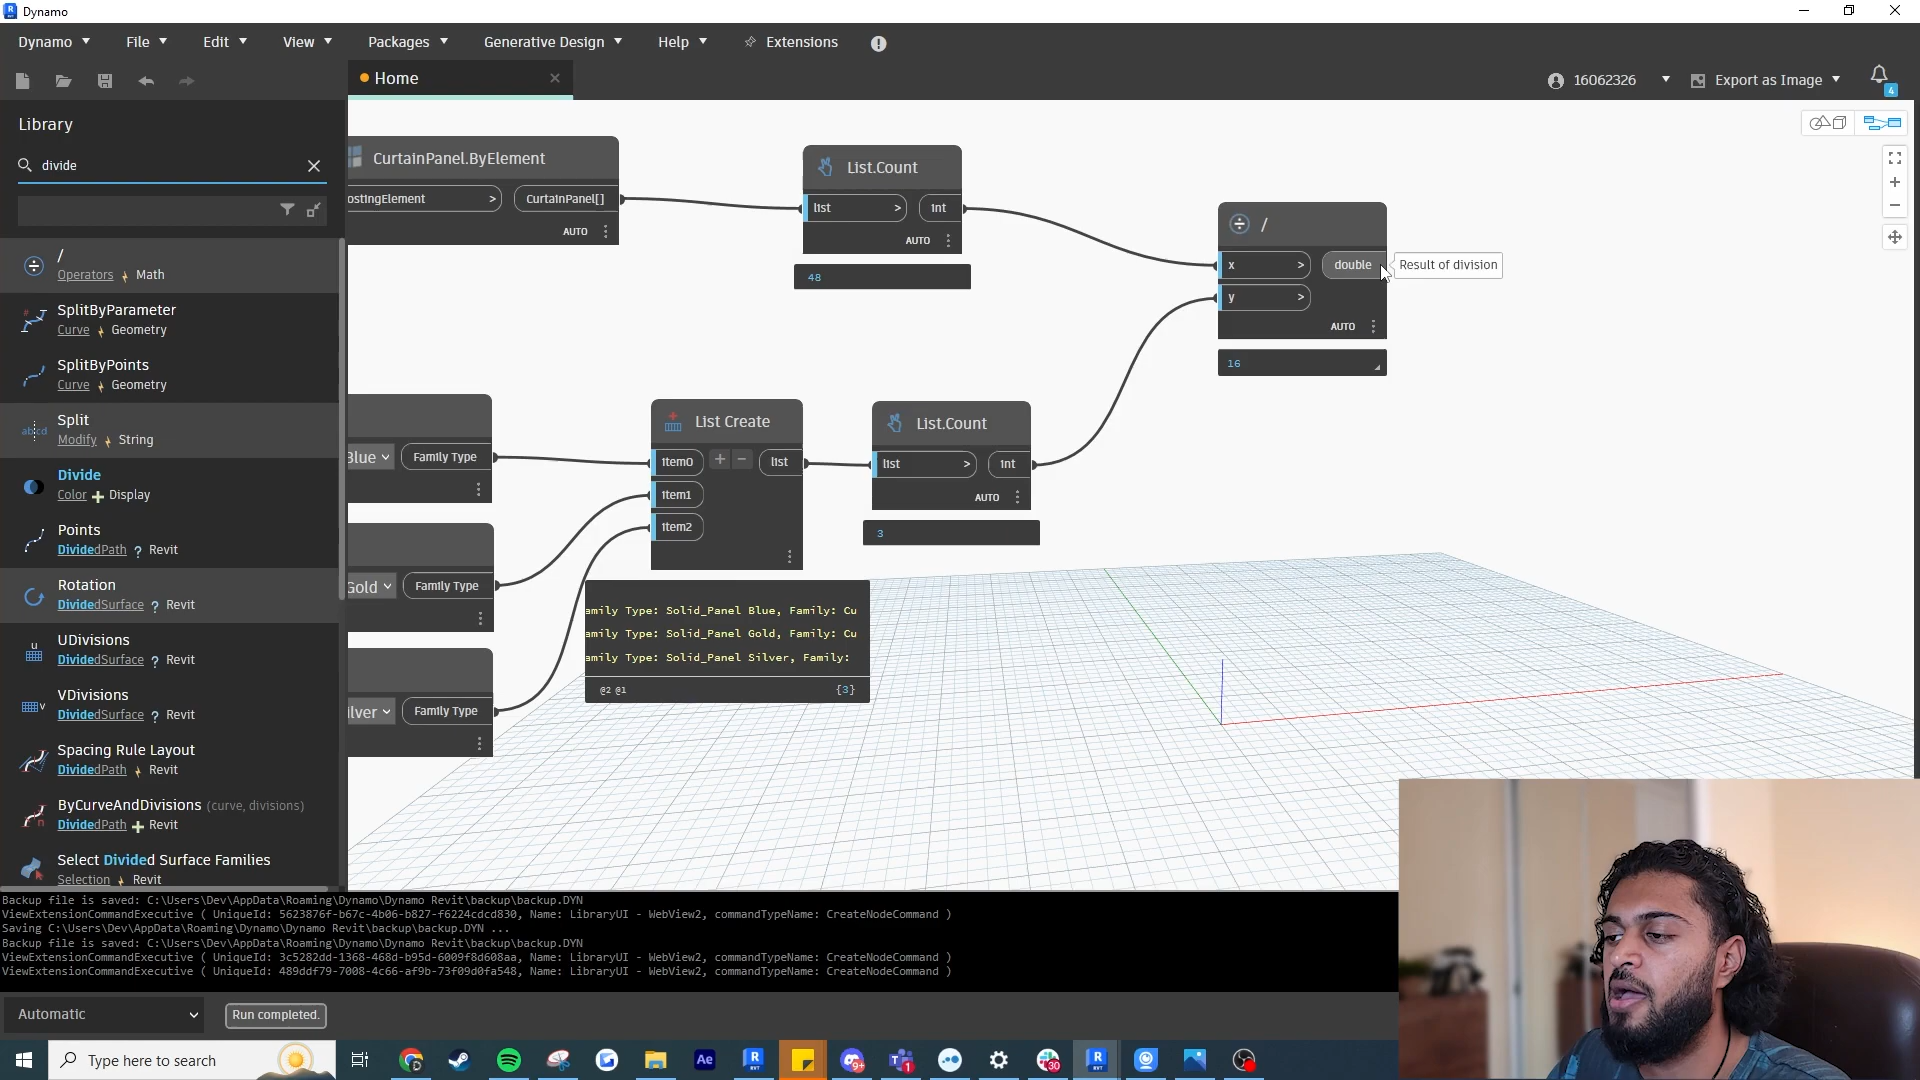 Dynamo
Dynamo File Edit View Packages Generative Design Help Extensions
Home
16062326
Export as Image
4
Library
divide
/
Operators Math
SplitByParameter
Curve Geometry
SplitByPoints
Curve Geometry
Split
Modify String
Divide
Color Display
Points
DividedPath ? Revit
Rotation
DividedSurface ? Revit
UDivisions
DividedSurface ? Revit
VDivisions
DividedSurface ? Revit
Spacing Rule Layout
DividedPath Revit
ByCurveAndDivisions (curve, divisions)
DividedPath Revit
Select Divided Surface Families
Selection Revit
CurtainPanel.ByElement
ostingElement > CurtainPanel[]
AUTO
List.Count
list > int
AUTO
48
/
x > double
Result of division
y >
AUTO
16
Blue
Family Type
Gold
Family Type
ilver
Family Type
List Create
item0 + - list
item1
item2
List.Count
list > int
AUTO
3
amily Type: Solid_Panel Blue, Family: Cu
amily Type: Solid_Panel Gold, Family: Cu
amily Type: Solid_Panel Silver, Family:
@2 @1 {3}
Backup file is saved: C:\Users\Dev\AppData\Roaming\Dynamo\Dynamo Revit\backup\backup.DYN
ViewExtensionCommandExecutive ( UniqueId: 5623876f-b67c-4b06-b827-f6224cdcd830, Name: LibraryUI - WebView2, commandTypeName: CreateNodeCommand )
Saving C:\Users\Dev\AppData\Roaming\Dynamo\Dynamo Revit\backup\backup.DYN ...
Backup file is saved: C:\Users\Dev\AppData\Roaming\Dynamo\Dynamo Revit\backup\backup.DYN
ViewExtensionCommandExecutive ( UniqueId: 3c5282dd-1368-468d-b95d-6009f8d608aa, Name: LibraryUI - WebView2, commandTypeName: CreateNodeCommand )
ViewExtensionCommandExecutive ( UniqueId: 489ddf79-7008-4c66-af9b-73f09d0fa548, Name: LibraryUI - WebView2, commandTypeName: CreateNodeCommand )
Automatic
Run completed.
Type here to search